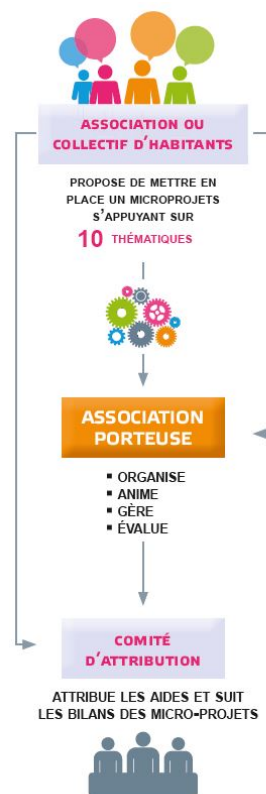 ASSOCIATION OU
COLLECTIF D'HABITANTS
PROPOSE DE METTRE EN
PLACE UN MICROPROJETS
S'APPUYANT SUR
10 THÉMATIQUES
ASSOCIATION
PORTEUSE
▪ ORGANISE
▪ ANIME
▪ GÈRE
▪ ÉVALUE
COMITÉ
D'ATTRIBUTION
ATTRIBUE LES AIDES ET SUIT
LES BILANS DES MICRO-PROJETS